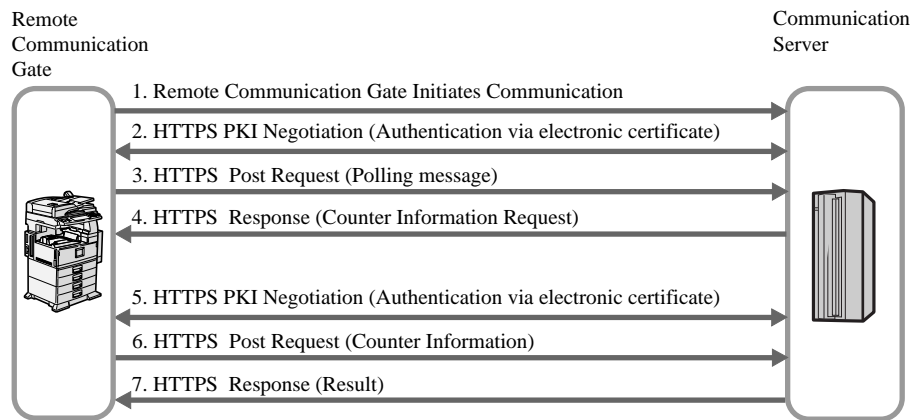 Remote
Communication
Gate
Communication
Server
1. Remote Communication Gate Initiates Communication
2. HTTPS PKI Negotiation (Authentication via electronic certificate)
3. HTTPS Post Request (Polling message)
4. HTTPS Response (Counter Information Request)
5. HTTPS PKI Negotiation (Authentication via electronic certificate)
6. HTTPS Post Request (Counter Information)
7. HTTPS Response (Result)